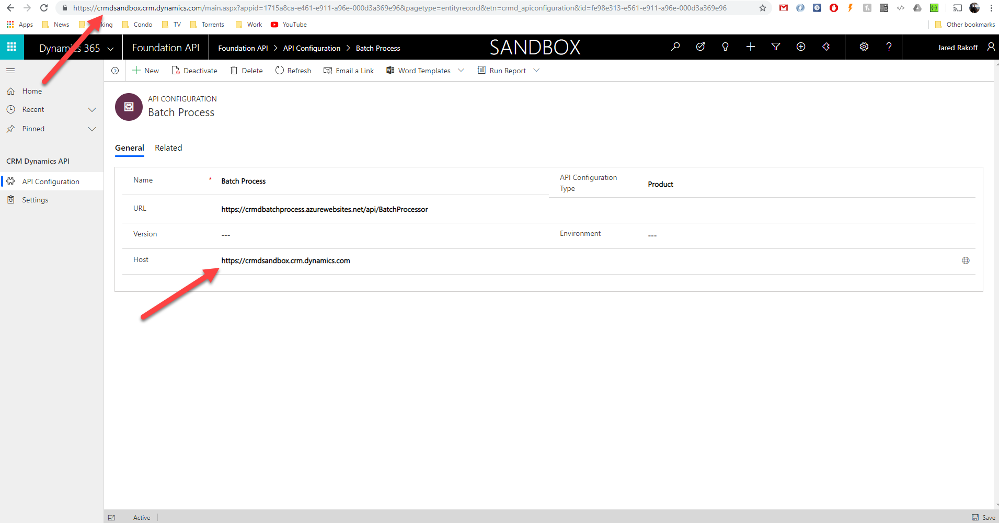 https://crmdsandbox.crm.dynamics.com/main.aspx?appid=1715a8ca-e461-e911-a96e-000d3a369e96&pagetype=entityrecord&etn=crmd_apiconfiguration&id=fe98e313-e561-e911-a96e-000d3a369e96
Apps News Condo TV Torrents Work YouTube Other bookmarks
Dynamics 365 Foundation API Foundation API > API Configuration > Batch Process SANDBOX Jared Rakoff
New Deactivate Delete Refresh Email a Link Word Templates Run Report
Home
Recent
Pinned
CRM Dynamics API
API Configuration
Settings
API CONFIGURATION
Batch Process
General Related
Name * Batch Process API Configuration Type Product
URL https://crmdbatchprocess.azurewebsites.net/api/BatchProcessor
Version --- Environment ---
Host https://crmdsandbox.crm.dynamics.com
Active Save